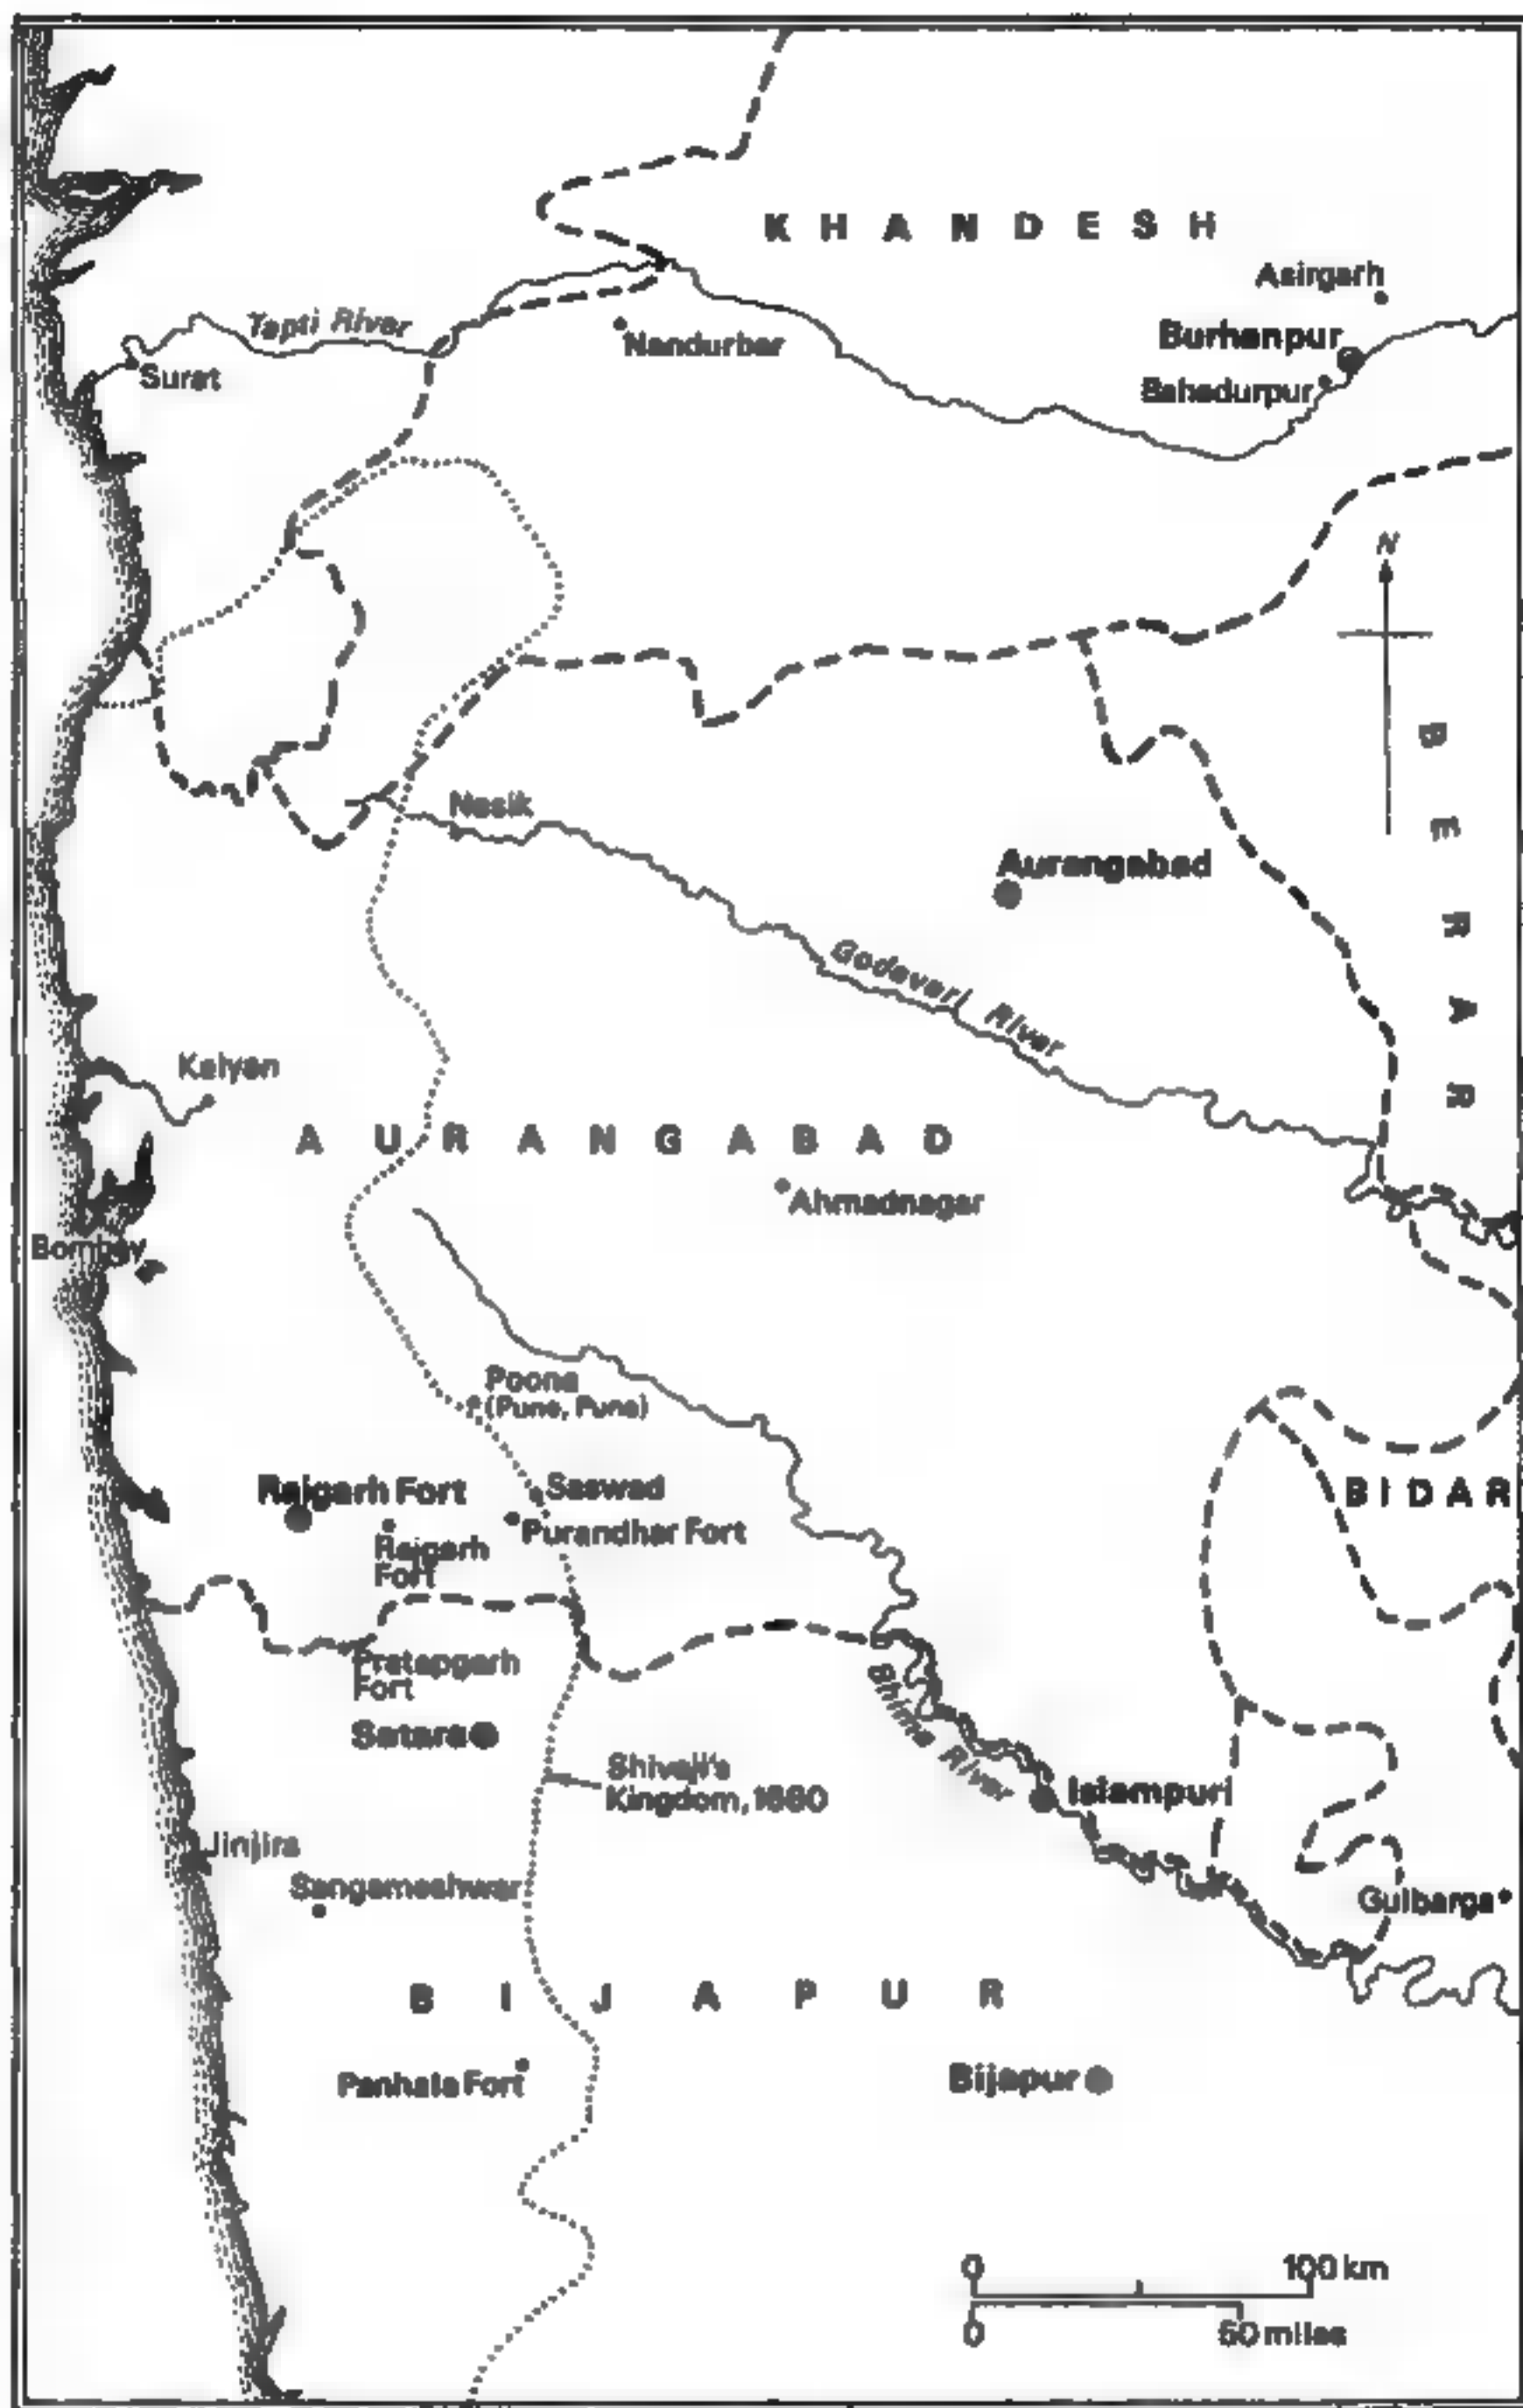 KHANDESH
Asirgarh
Tapti River
Nandurbar
Burhanpur
Surat
Bahadurpur
N
BERAR
Nasik
Aurangabad
Godavari River
Kalyan
AURANGABAD
Ahmadnagar
Bombay
Poona
(Pune, Puna)
Rajgarh Fort
Saswad
BIDAR
Purandhar Fort
Rajgarh
Fort
Pratapgarh
Fort
Satara
Bhima River
Shivaji's
Kingdom, 1680
Islampuri
Jinjira
Sangameshwar
Gulbarga
BIJAPUR
Panhala Fort
Bijapur
0 100 km
0 50 miles